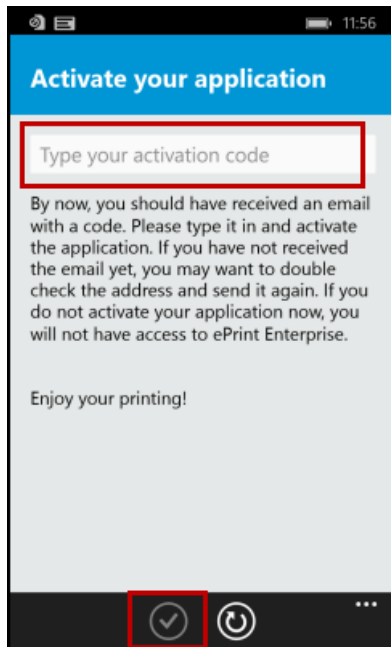 11:56
Activate your application
Type your activation code
By now, you should have received an email
with a code. Please type it in and activate
the application. If you have not received
the email yet, you may want to double
check the address and send it again. If you
do not activate your application now, you
will not have access to ePrint Enterprise.
Enjoy your printing!